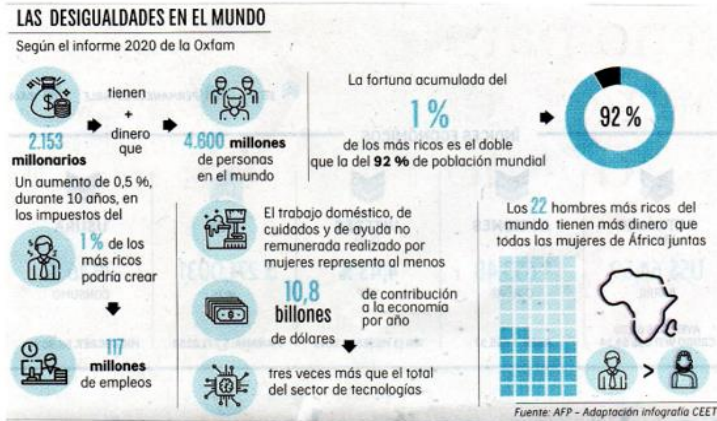 LAS DESIGUALDADES EN EL MUNDO
Según el informe 2020 de la Oxfam
2.153
millonarios
tienen
+
dinero
que
4.600 millones
de personas
en el mundo
La fortuna acumulada del
1 %
de los más ricos es el doble
que la del 92 % de población mundial
92 %
Un aumento de 0,5 %,
durante 10 años, en
los impuestos del
1 % de los
más ricos
podría crear
117
millones
de empleos
El trabajo doméstico, de
cuidados y de ayuda no
remunerada realizado por
mujeres representa al menos
10,8
billones
de dólares
de contribución
a la economía
por año
tres veces más que el total
del sector de tecnologías
Los 22 hombres más ricos del
mundo tienen más dinero que
todas las mujeres de África juntas
>
Fuente: AFP - Adaptación infografía CEET